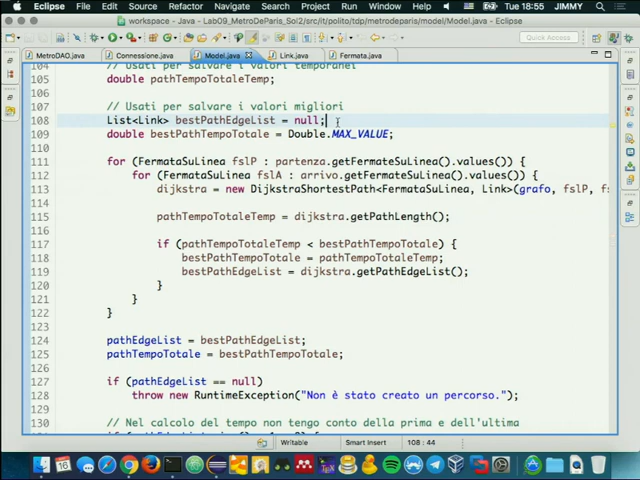 Eclipse File Edit Source Refactor Navigate Search Project Run Window Help Tue 18:55 JIMMY
workspace - Lab09_MetroDeParis_Sol2/src/it/polito/tdp/metrodeparis/model/Model.java - Eclipse
Quick Access
MetroDAO.java Connessione.java Model.java Link.java Fermata.java
104 // Usati per salvare i valori temporanei
105 double pathTempoTotaleTemp;
106
107 // Usati per salvare i valori migliori
108 List<Link> bestPathEdgeList = null;
109 double bestPathTempoTotale = Double.MAX_VALUE;
110
111 for (FermataSuLinea fslP : partenza.getFermateSuLinea().values()) {
112 for (FermataSuLinea fslA : arrivo.getFermateSuLinea().values()) {
113 dijkstra = new DijkstraShortestPath<FermataSuLinea, Link>(grafo, fslP, fs
114
115 pathTempoTotaleTemp = dijkstra.getPathLength();
116
117 if (pathTempoTotaleTemp < bestPathTempoTotale) {
118 bestPathTempoTotale = pathTempoTotaleTemp;
119 bestPathEdgeList = dijkstra.getPathEdgeList();
120 }
121 }
122 }
123
124 pathEdgeList = bestPathEdgeList;
125 pathTempoTotale = bestPathTempoTotale;
126
127 if (pathEdgeList == null)
128 throw new RuntimeException("Non è stato creato un percorso.");
129
130 // Nel calcolo del tempo non tengo conto della prima e dell'ultima
Writable Smart Insert 108 : 44